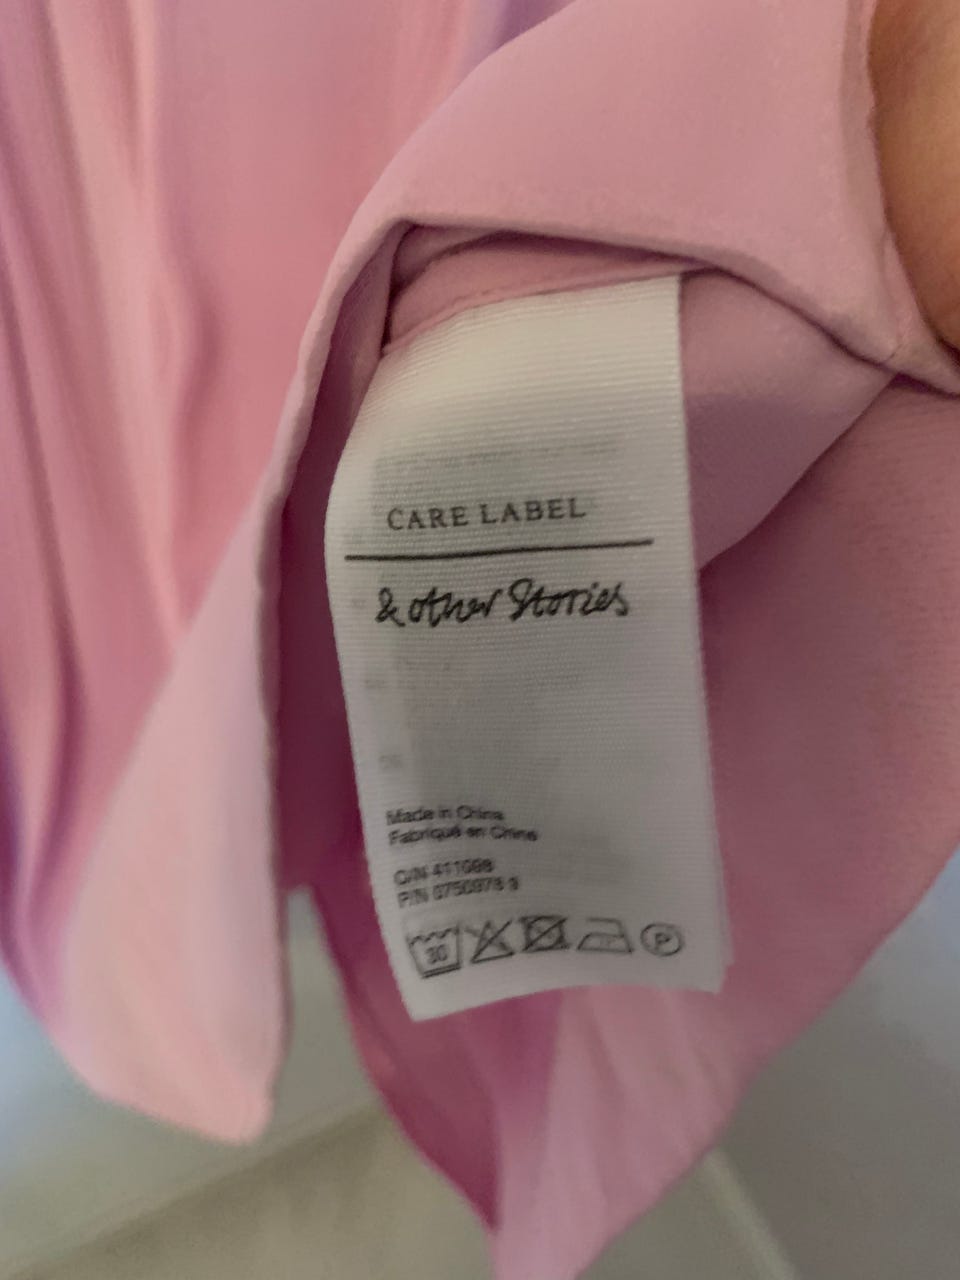 CARE LABEL
& other Stories
Made in China
Fabriqué en Chine
C/N 411098
P/N 0750978 9
30
P